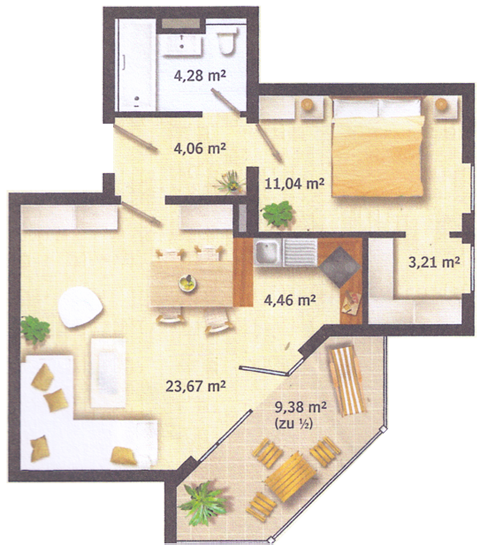 4,28 m²
4,06 m²
11,04 m²
3,21 m²
4,46 m²
23,67 m²
9,38 m²
(zu ½)